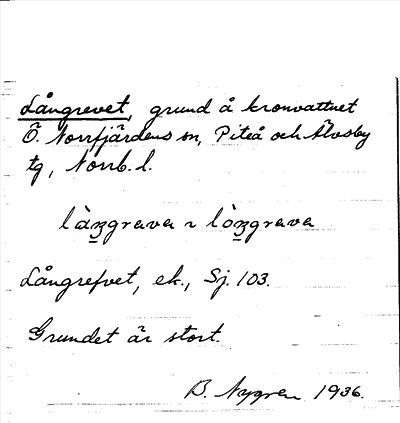 Långrevet, grund å kronvattnet
Ö. Norrfjärdens sn, Piteå och Älvsby
tg, Norrb. l.
làŋgreva ~ lòŋgreva
Långrefvet, ek., Sj. 103.
Grundet är stort.
B. Nygren 1936.